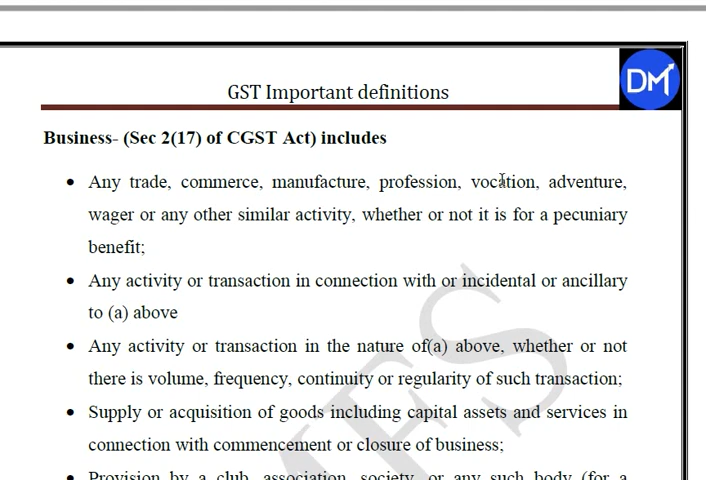 DM
GST Important definitions
Business- (Sec 2(17) of CGST Act) includes
• Any trade, commerce, manufacture, profession, vocation, adventure,
wager or any other similar activity, whether or not it is for a pecuniary
benefit;
• Any activity or transaction in connection with or incidental or ancillary
to (a) above
• Any activity or transaction in the nature of(a) above, whether or not
there is volume, frequency, continuity or regularity of such transaction;
• Supply or acquisition of goods including capital assets and services in
connection with commencement or closure of business;
• Provision by a club, association, society, or any such body (for a